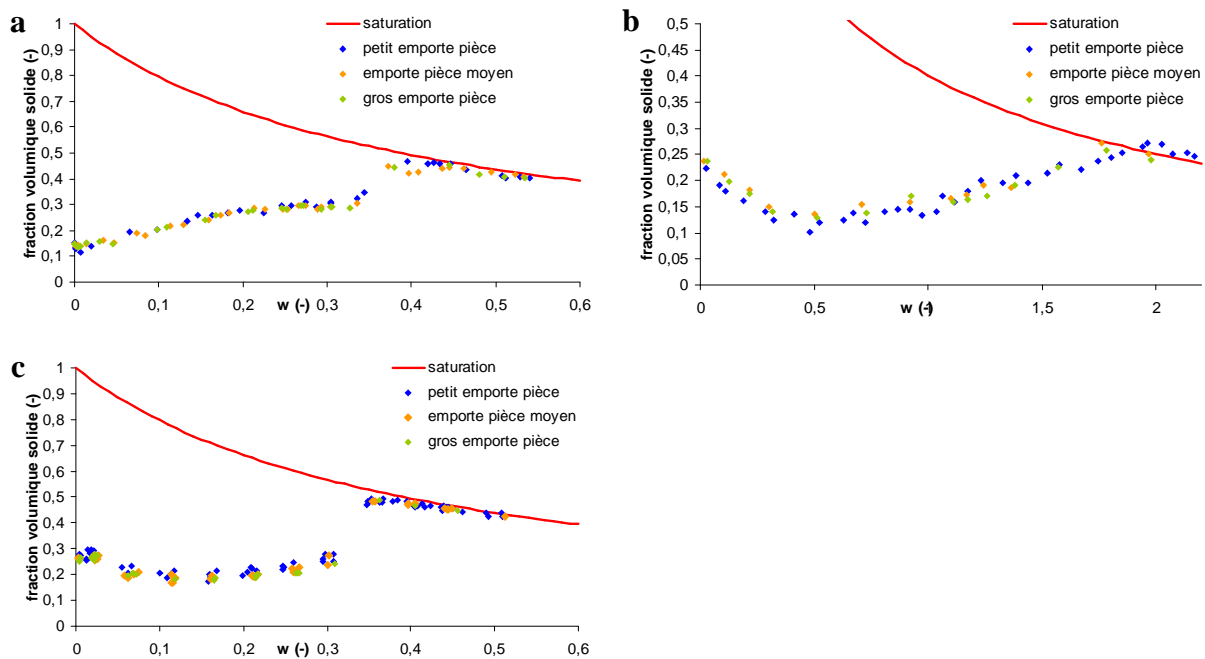 a
fraction volumique solide (-)
1
0,9
0,8
0,7
0,6
0,5
0,4
0,3
0,2
0,1
0
0
0,1
0,2
0,3
0,4
0,5
0,6
w (-)
saturation
petit emporte pièce
emporte pièce moyen
gros emporte pièce
b
fraction volumique solide (-)
0,5
0,45
0,4
0,35
0,3
0,25
0,2
0,15
0,1
0,05
0
0
0,5
1
1,5
2
w (-)
saturation
petit emporte pièce
emporte pièce moyen
gros emporte pièce
c
fraction volumique solide (-)
1
0,9
0,8
0,7
0,6
0,5
0,4
0,3
0,2
0,1
0
0
0,1
0,2
0,3
0,4
0,5
0,6
w (-)
saturation
petit emporte pièce
emporte pièce moyen
gros emporte pièce